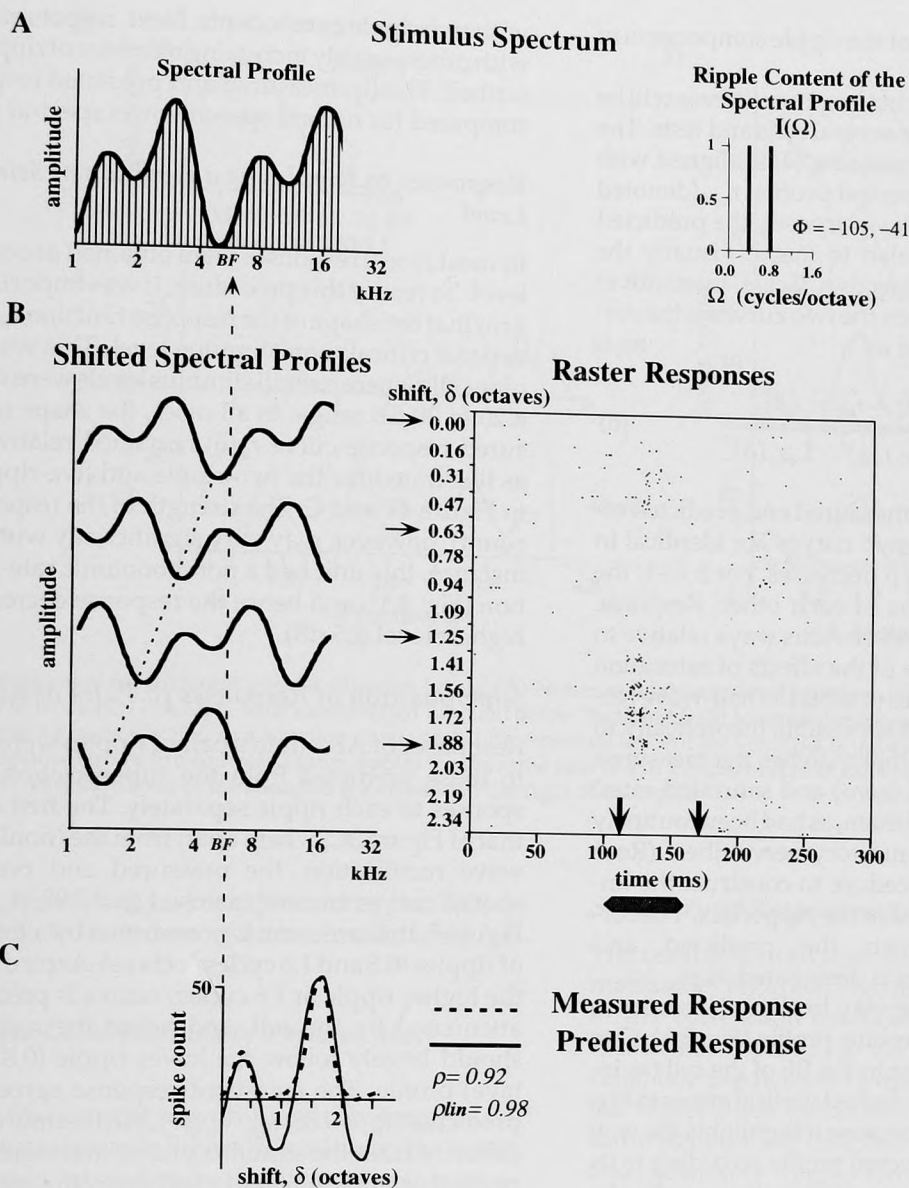 A
Stimulus Spectrum
Spectral Profile
amplitude
2 4 BF 8 16 32
kHz
Ripple Content of the
Spectral Profile
I(Ω)
1
0.5
0
Φ = −105, −41
0.0 0.8 1.6
Ω (cycles/octave)
B
Shifted Spectral Profiles
amplitude
1 2 4 BF 8 16 32
kHz
Raster Responses
shift, δ (octaves)
0.00
0.16
0.31
0.47
0.63
0.78
0.94
1.09
1.25
1.41
1.56
1.72
1.88
2.03
2.19
2.34
0 50 100 150 200 250 300
time (ms)
C
50
spike count
1 2
shift, δ (octaves)
Measured Response
Predicted Response
ρ= 0.92
ρlin= 0.98